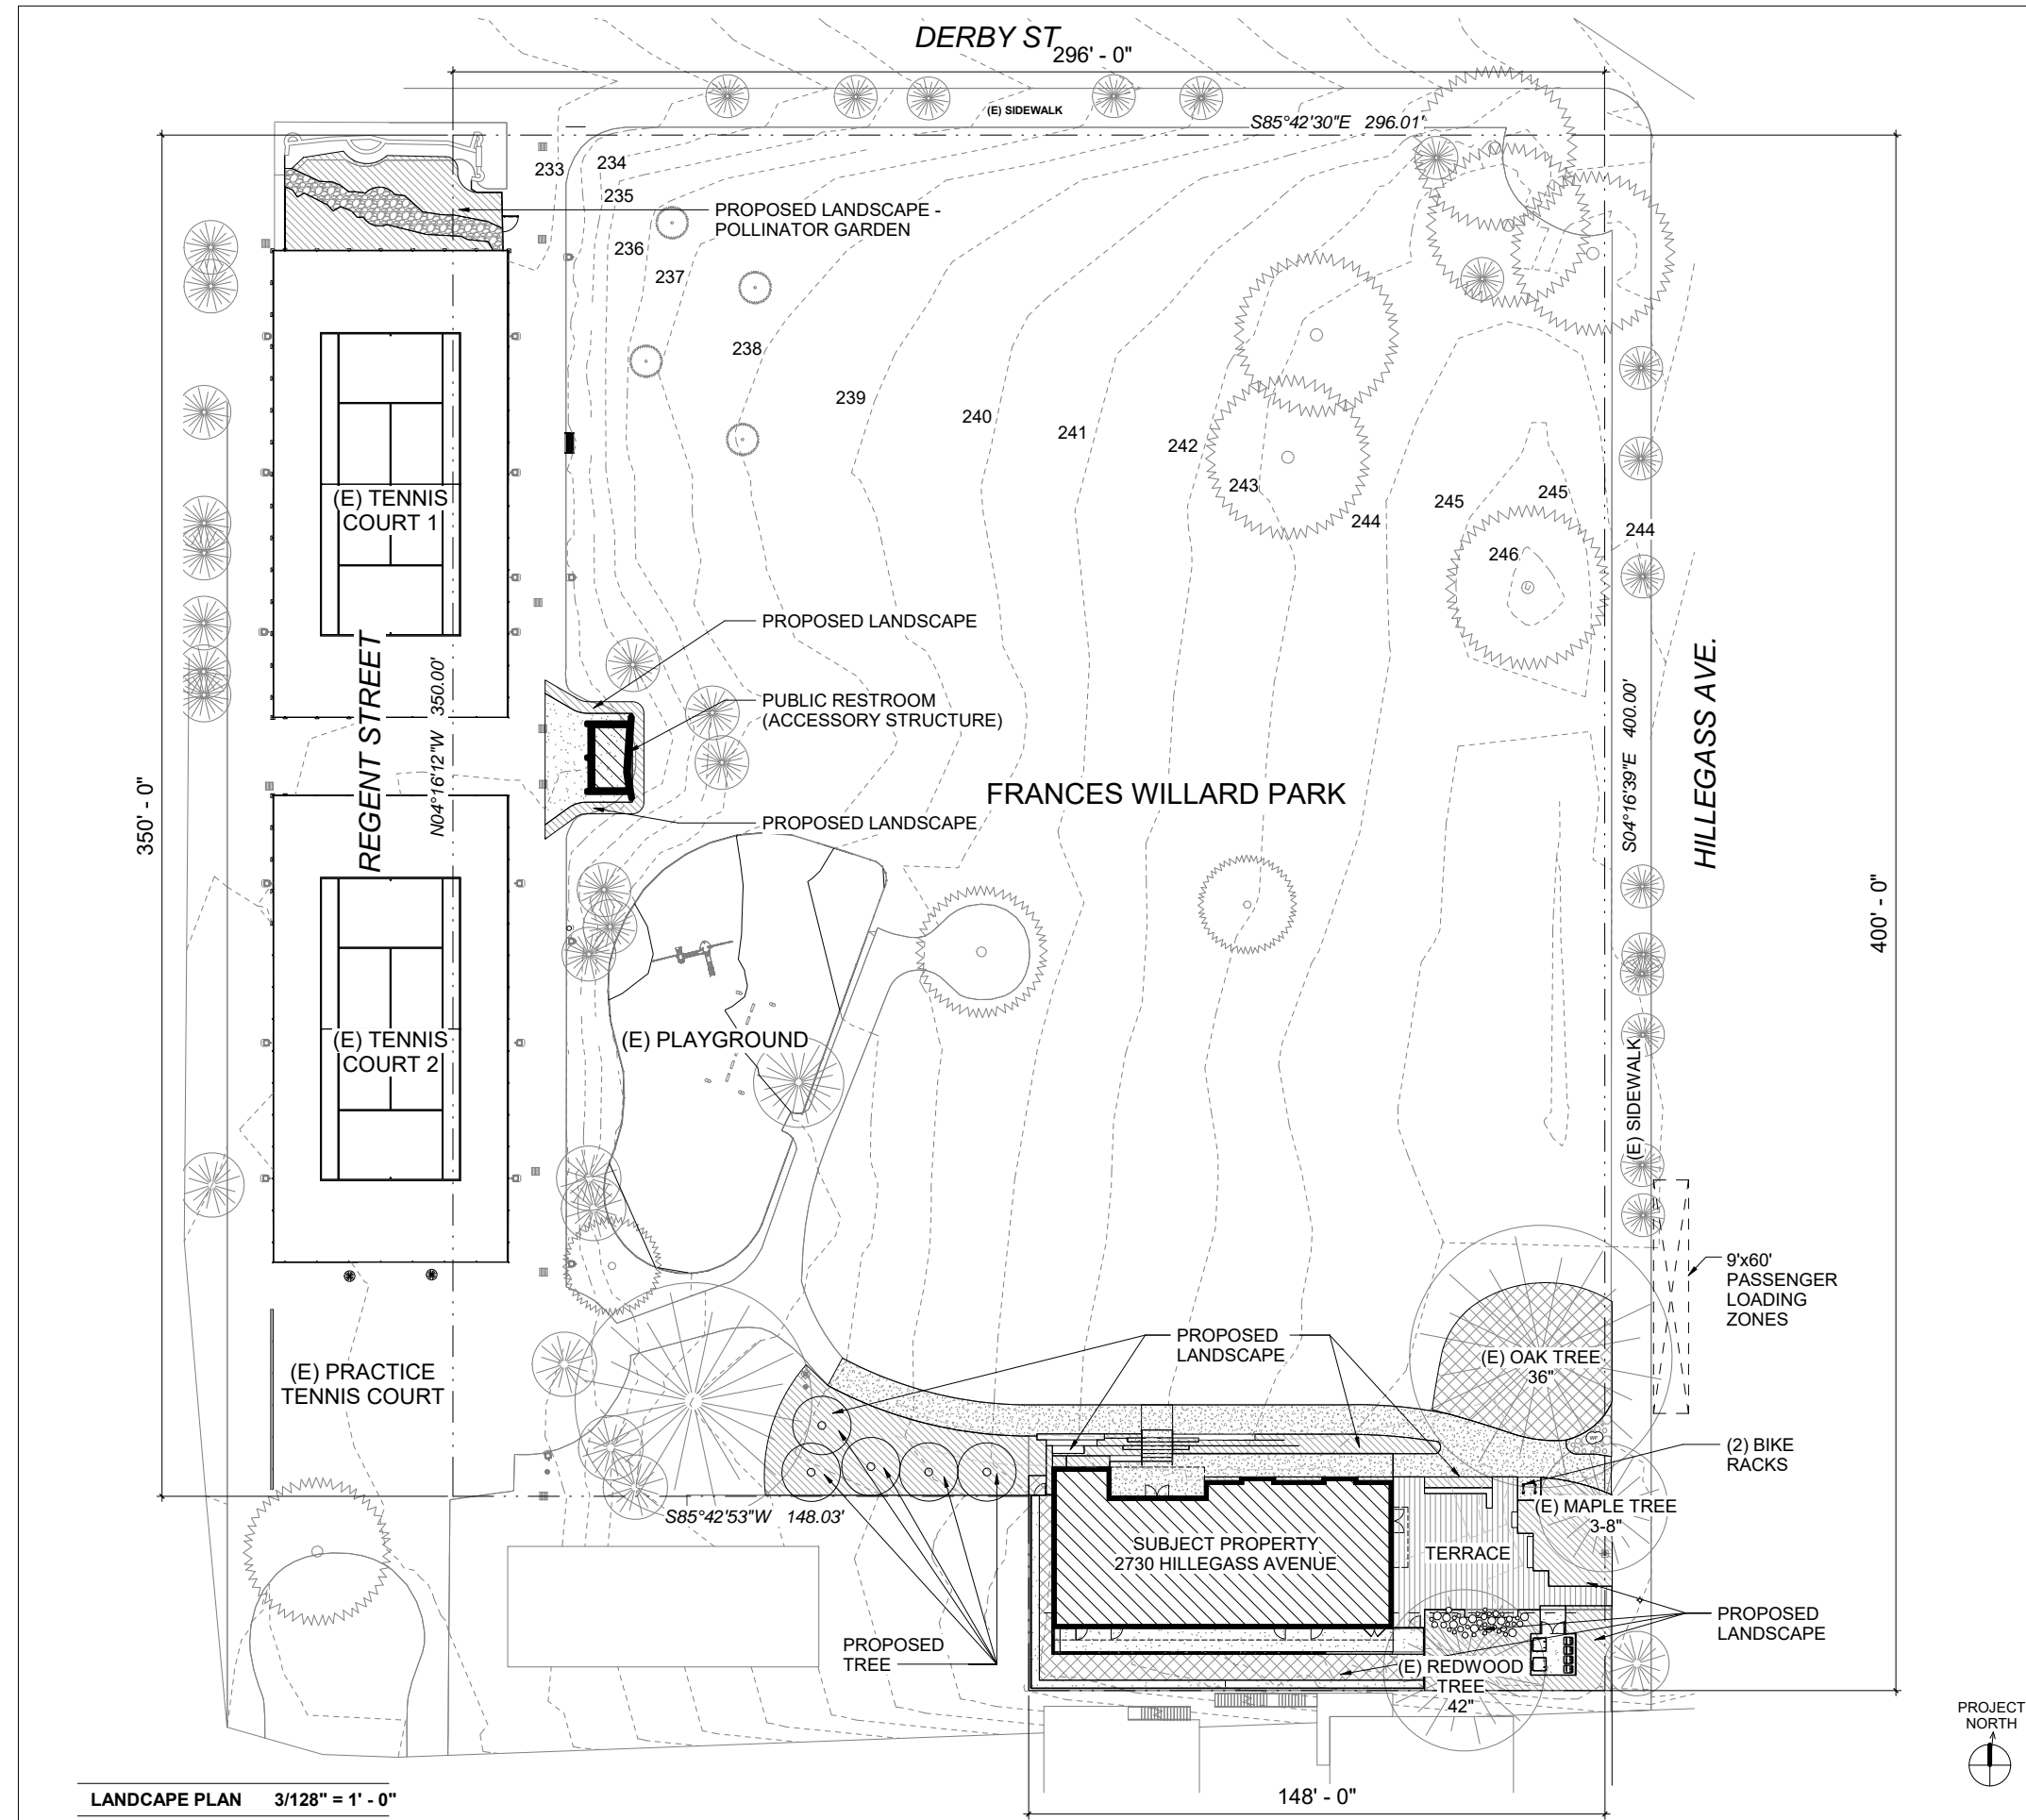 DERBY ST
296' - 0"
(E) SIDEWALK
S85°42'30"E 296.01'
233
234
235
236
237
238
239
240
241
242
243
244
245
245
246
244
PROPOSED LANDSCAPE -
POLLINATOR GARDEN
(E) TENNIS
COURT 1
REGENT STREET
N04°16'12"W 350.00'
350' - 0"
PROPOSED LANDSCAPE
PUBLIC RESTROOM
(ACCESSORY STRUCTURE)
PROPOSED LANDSCAPE
FRANCES WILLARD PARK
S04°16'39"E 400.00'
HILLEGASS AVE.
400' - 0"
(E) TENNIS
COURT 2
(E) PLAYGROUND
(E) SIDEWALK
9'x60'
PASSENGER
LOADING
ZONES
(E) PRACTICE
TENNIS COURT
PROPOSED
LANDSCAPE
(E) OAK TREE
36"
WF
(2) BIKE
RACKS
S85°42'53"W 148.03'
(E) MAPLE TREE
3-8"
SUBJECT PROPERTY
2730 HILLEGASS AVENUE
TERRACE
PROPOSED
TREE
PROPOSED
LANDSCAPE
(E) REDWOOD
TREE
42"
PROJECT
NORTH
148' - 0"
LANDCAPE PLAN 3/128" = 1' - 0"